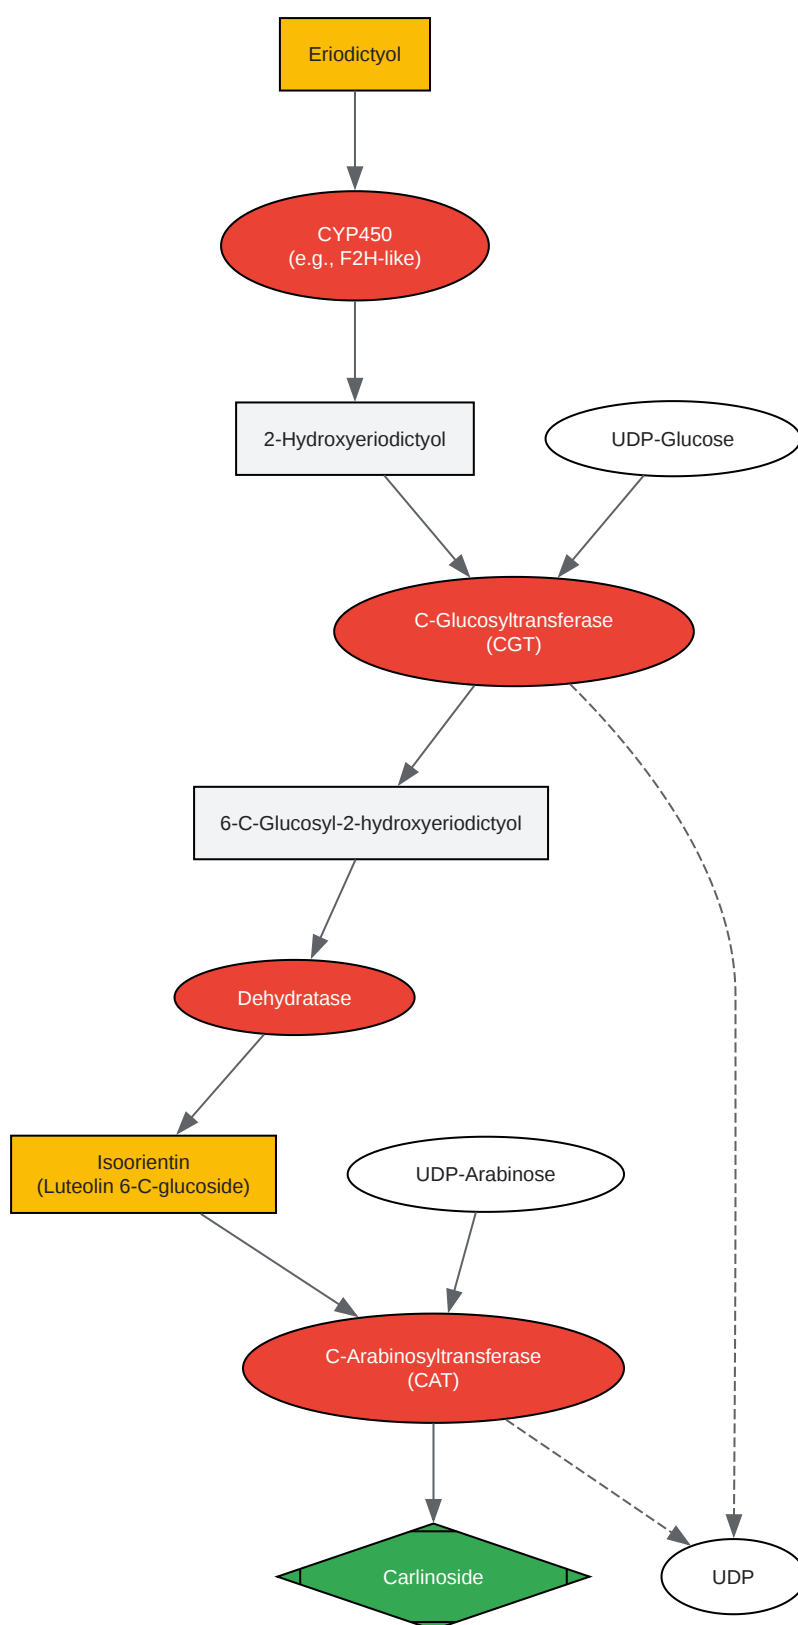 Eriodictyol
CYP450
(e.g., F2H-like)
2-Hydroxyeriodictyol
UDP-Glucose
C-Glucosyltransferase
(CGT)
6-C-Glucosyl-2-hydroxyeriodictyol
Dehydratase
Isoorientin
(Luteolin 6-C-glucoside)
UDP-Arabinose
C-Arabinosyltransferase
(CAT)
Carlinoside
UDP